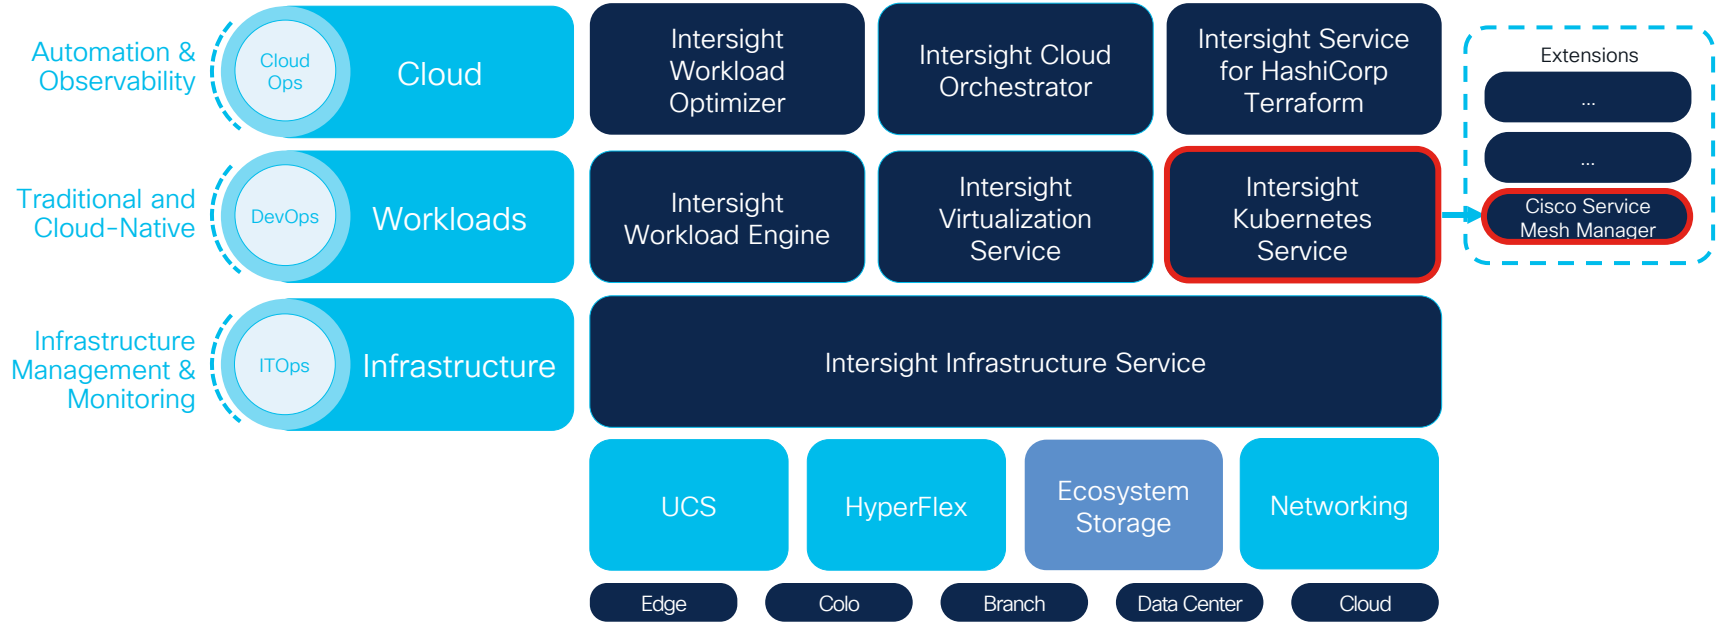 Automation &
Observability
Cloud
Ops
Cloud
Intersight
Workload
Optimizer
Intersight Cloud
Orchestrator
Intersight Service
for HashiCorp
Terraform
Extensions
...
...
Cisco Service
Mesh Manager
Traditional and
Cloud-Native
DevOps
Workloads
Intersight
Workload Engine
Intersight
Virtualization
Service
Intersight
Kubernetes
Service
Infrastructure
Management &
Monitoring
ITOps
Infrastructure
Intersight Infrastructure Service
UCS
HyperFlex
Ecosystem
Storage
Networking
Edge
Colo
Branch
Data Center
Cloud